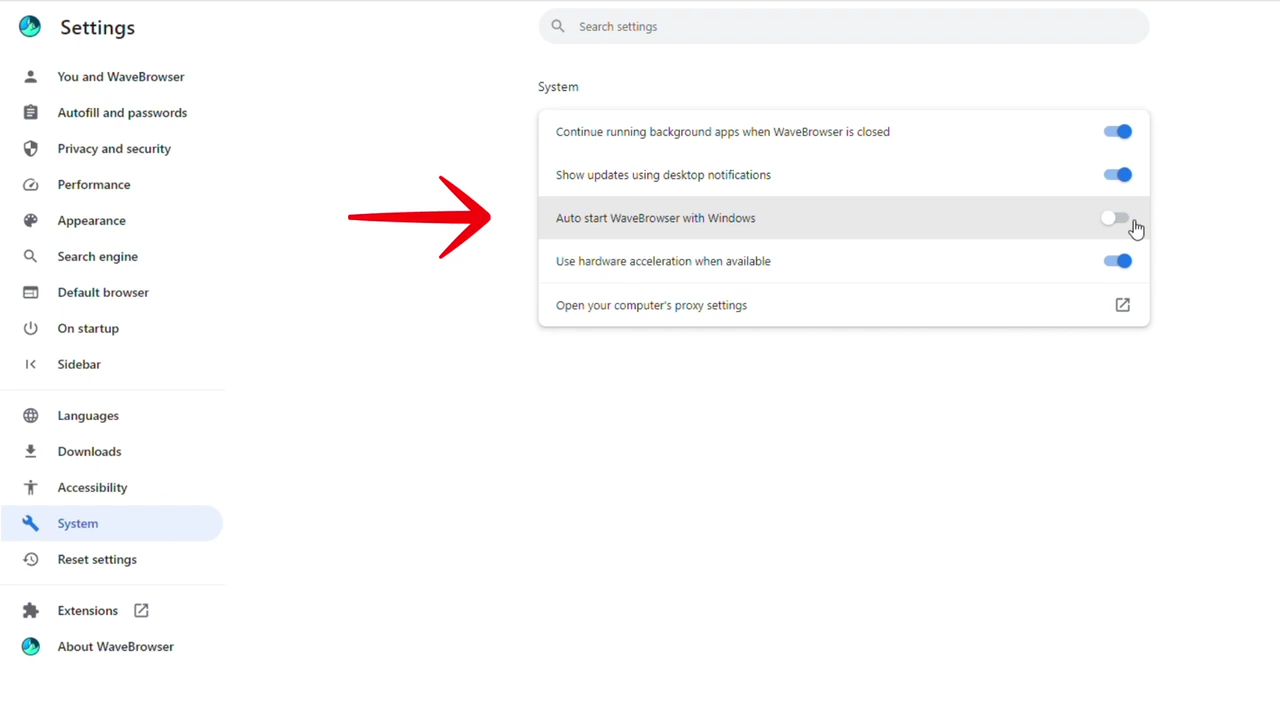 Settings
Search settings
You and WaveBrowser
Autofill and passwords
Privacy and security
Performance
Appearance
Search engine
Default browser
On startup
Sidebar
Languages
Downloads
Accessibility
System
Reset settings
Extensions
About WaveBrowser
System
Continue running background apps when WaveBrowser is closed
Show updates using desktop notifications
Auto start WaveBrowser with Windows
Use hardware acceleration when available
Open your computer's proxy settings